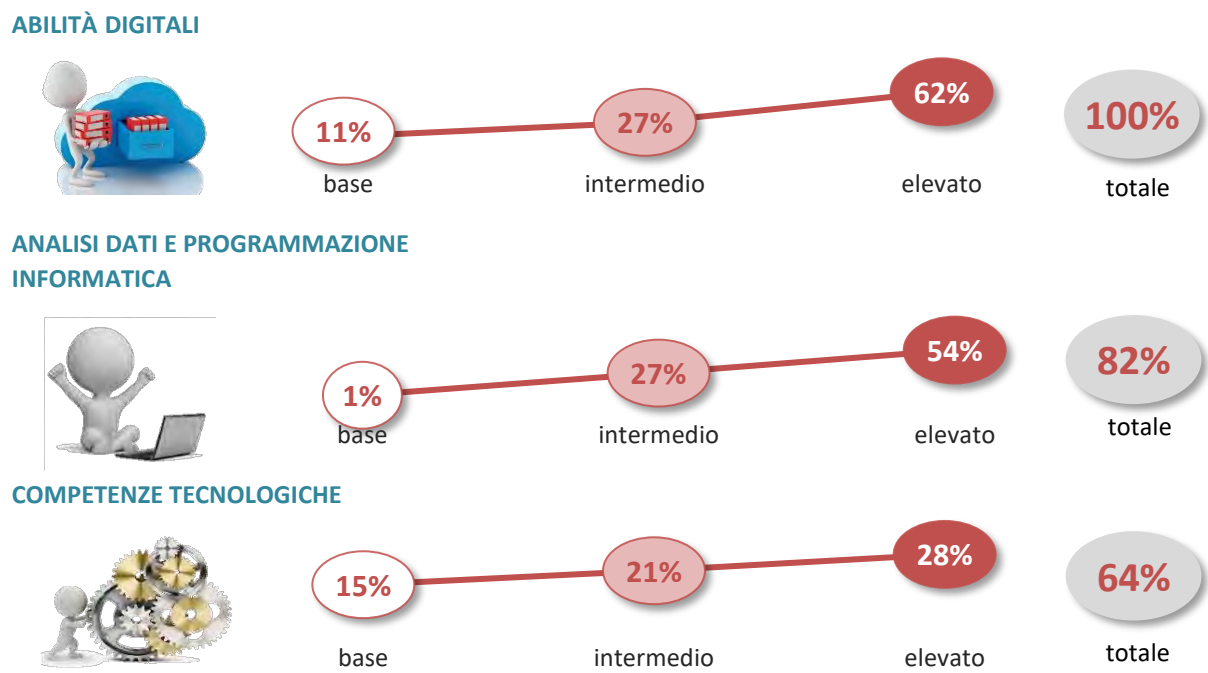 ABILITÀ DIGITALI
11% 27% 62% 100%
base intermedio elevato totale
ANALISI DATI E PROGRAMMAZIONE
INFORMATICA
1% 27% 54% 82%
base intermedio elevato totale
COMPETENZE TECNOLOGICHE
15% 21% 28% 64%
base intermedio elevato totale